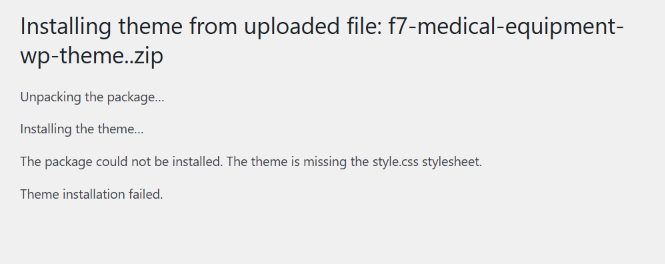 Installing theme from uploaded file: f7-medical-equipment-
wp-theme..zip
Unpacking the package…
Installing the theme…
The package could not be installed. The theme is missing the style.css stylesheet.
Theme installation failed.